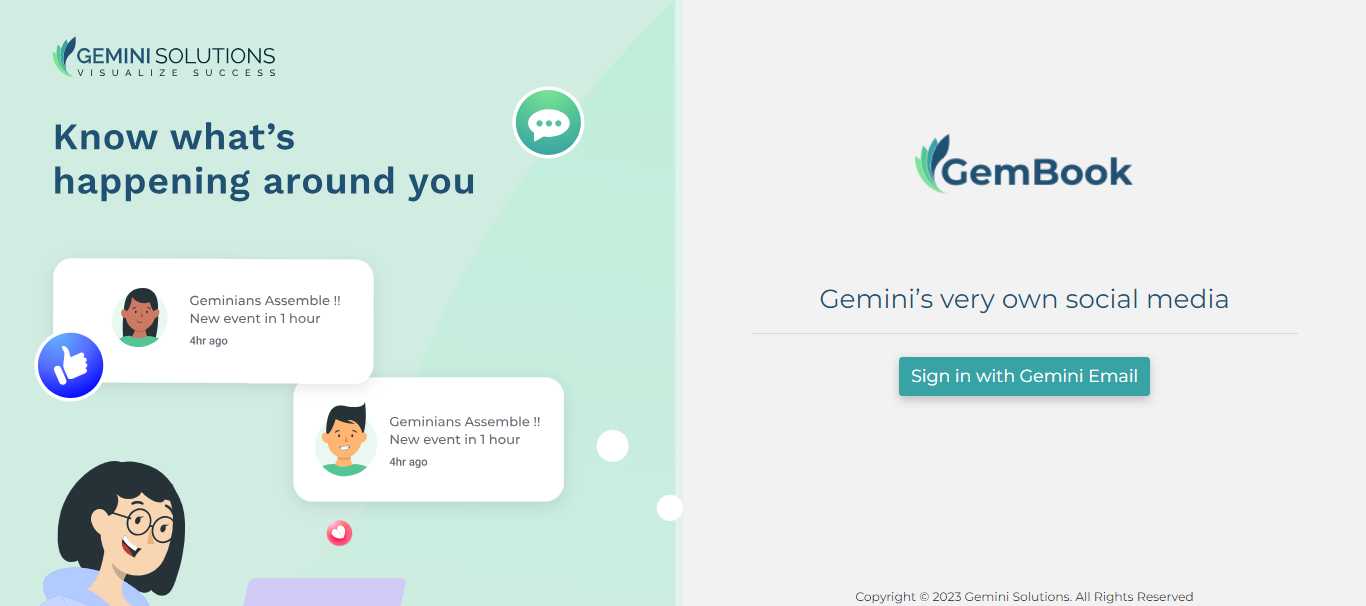 GEMINI SOLUTIONS
VISUALIZE SUCCESS
Know what’s
happening around you
Geminians Assemble !!
New event in 1 hour
4hr ago
Geminians Assemble !!
New event in 1 hour
4hr ago
GemBook
Gemini’s very own social media
Sign in with Gemini Email
Copyright © 2023 Gemini Solutions. All Rights Reserved